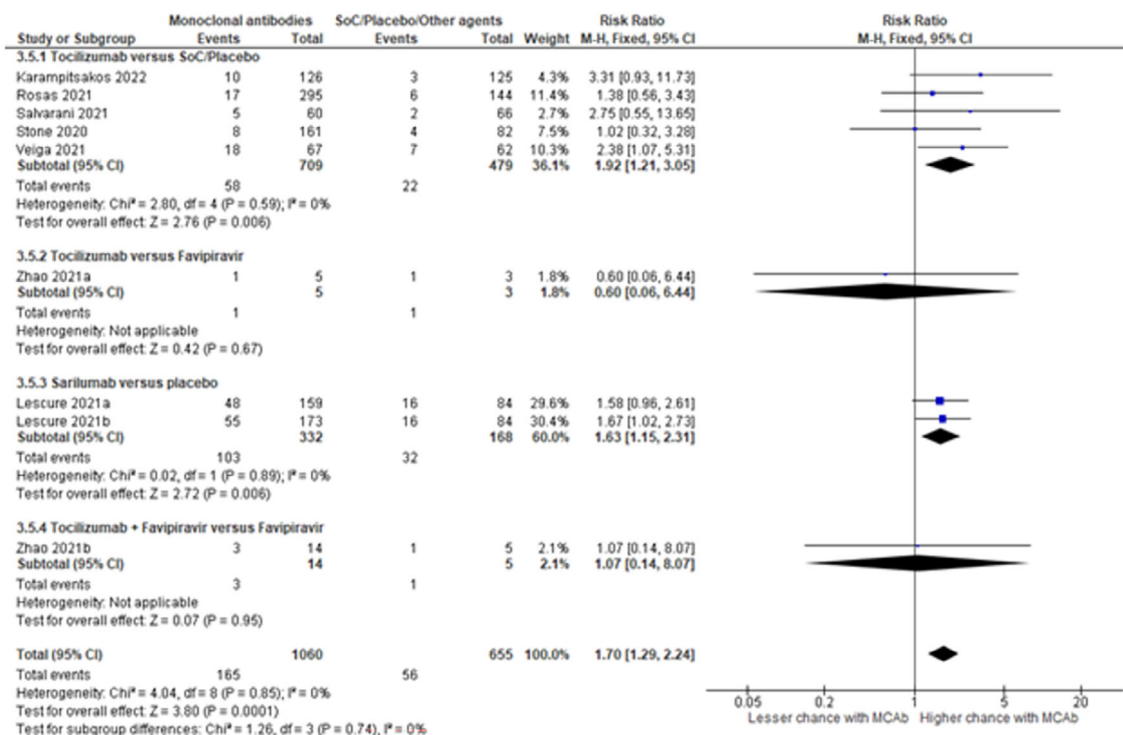 Monoclonal antibodies SoC/Placebo/Other agents Risk Ratio Risk Ratio
Study or Subgroup Events Total Events Total Weight M-H, Fixed, 95% CI M-H, Fixed, 95% CI
3.5.1 Tocilizumab versus SoC/Placebo
Karampitsakos 2022 10 126 3 125 4.3% 3.31 [0.93, 11.73]
Rosas 2021 17 295 6 144 11.4% 1.38 [0.56, 3.43]
Salvarani 2021 5 60 2 66 2.7% 2.75 [0.55, 13.65]
Stone 2020 8 161 4 82 7.5% 1.02 [0.32, 3.28]
Veiga 2021 18 67 7 62 10.3% 2.38 [1.07, 5.31]
Subtotal (95% CI) 709 479 36.1% 1.92 [1.21, 3.05]
Total events 58 22
Heterogeneity: Chi² = 2.80, df = 4 (P = 0.59); I² = 0%
Test for overall effect: Z = 2.76 (P = 0.006)
3.5.2 Tocilizumab versus Favipiravir
Zhao 2021a 1 5 1 3 1.8% 0.60 [0.06, 6.44]
Subtotal (95% CI) 5 3 1.8% 0.60 [0.06, 6.44]
Total events 1 1
Heterogeneity: Not applicable
Test for overall effect: Z = 0.42 (P = 0.67)
3.5.3 Sarilumab versus placebo
Lescure 2021a 48 159 16 84 29.6% 1.58 [0.96, 2.61]
Lescure 2021b 55 173 16 84 30.4% 1.67 [1.02, 2.73]
Subtotal (95% CI) 332 168 60.0% 1.63 [1.15, 2.31]
Total events 103 32
Heterogeneity: Chi² = 0.02, df = 1 (P = 0.89); I² = 0%
Test for overall effect: Z = 2.72 (P = 0.006)
3.5.4 Tocilizumab + Favipiravir versus Favipiravir
Zhao 2021b 3 14 1 5 2.1% 1.07 [0.14, 8.07]
Subtotal (95% CI) 14 5 2.1% 1.07 [0.14, 8.07]
Total events 3 1
Heterogeneity: Not applicable
Test for overall effect: Z = 0.07 (P = 0.95)
Total (95% CI) 1060 655 100.0% 1.70 [1.29, 2.24]
Total events 165 56
Heterogeneity: Chi² = 4.04, df = 8 (P = 0.85); I² = 0%
Test for overall effect: Z = 3.80 (P = 0.0001)
Test for subgroup differences: Chi² = 1.26, df = 3 (P = 0.74), I² = 0%
0.05 0.2 1 5 20
Lesser chance with MCAb Higher chance with MCAb